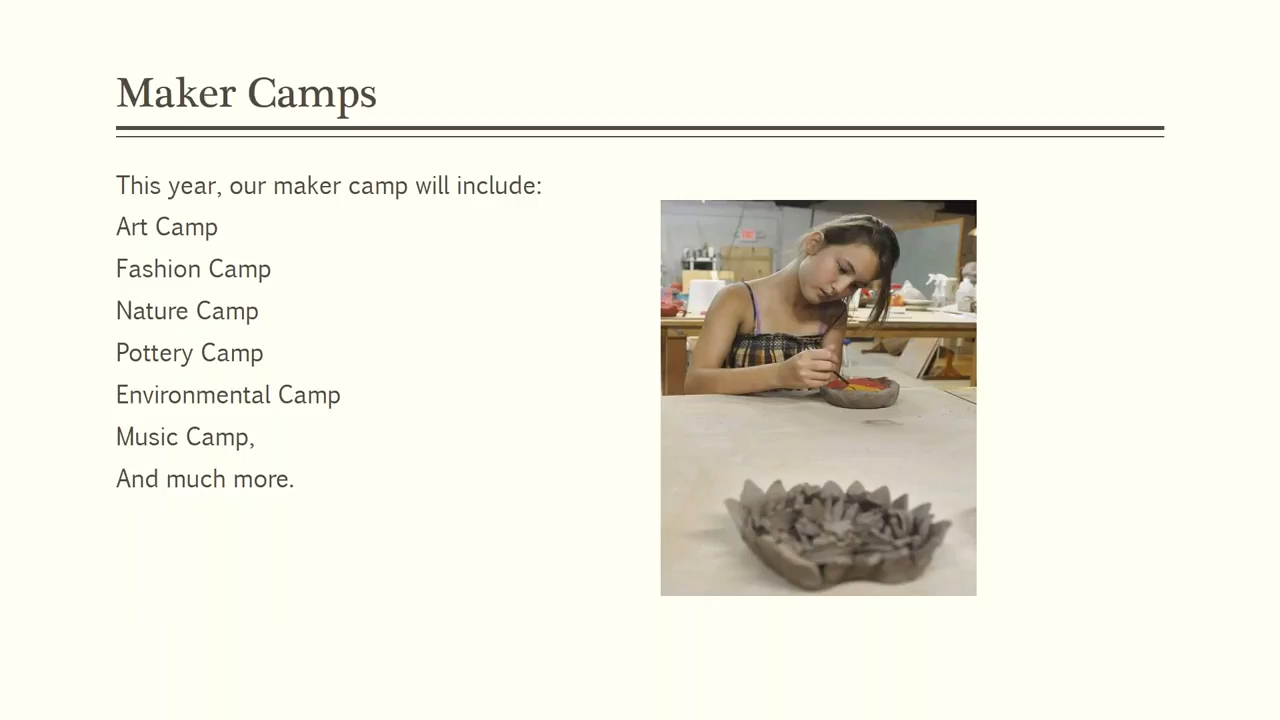 Maker Camps
This year, our maker camp will include:
Art Camp
Fashion Camp
Nature Camp
Pottery Camp
Environmental Camp
Music Camp,
And much more.